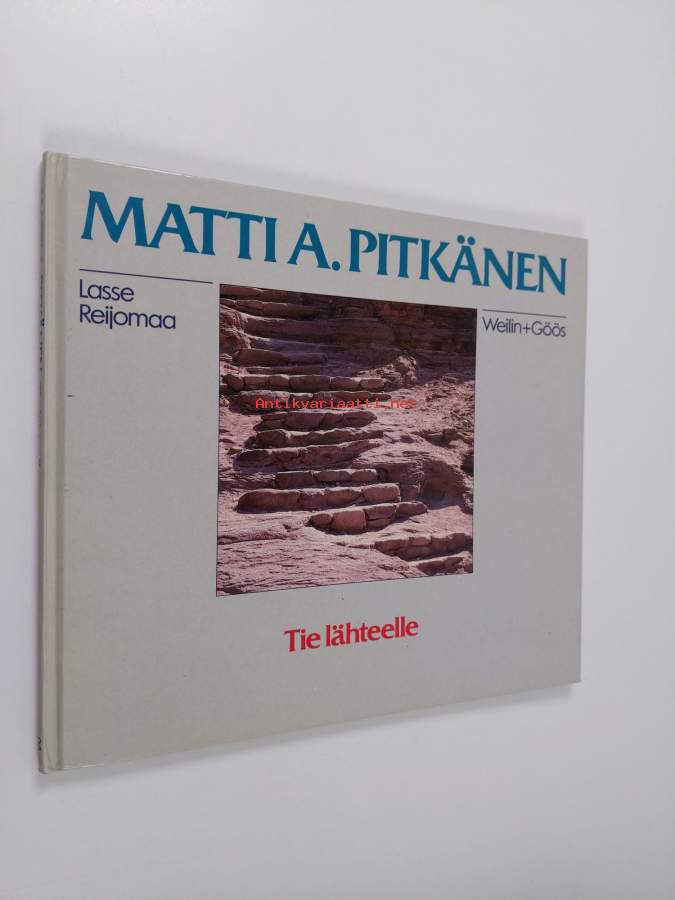 MATTI A. PITKÄNEN
Lasse
Reijomaa
Weilin+Göös
Antikvariaatti.net
Tie lähteelle